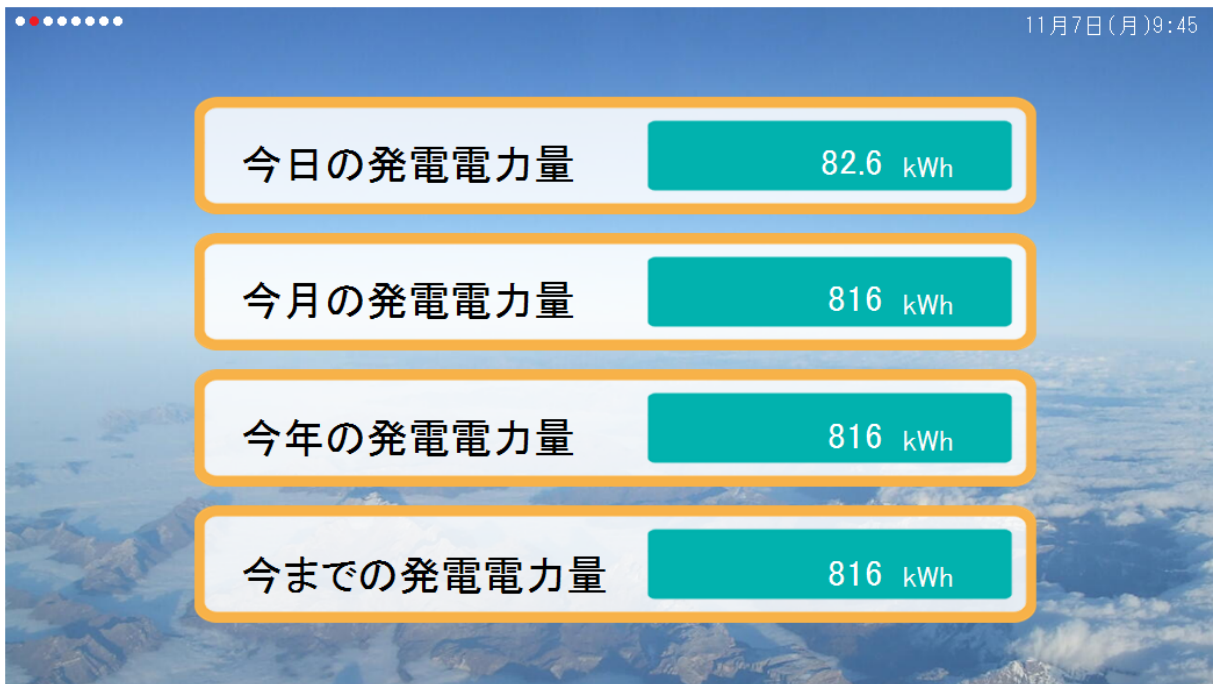 11月7日(月)9:45
今日の発電電力量 82.6 kWh
今月の発電電力量 816 kWh
今年の発電電力量 816 kWh
今までの発電電力量 816 kWh